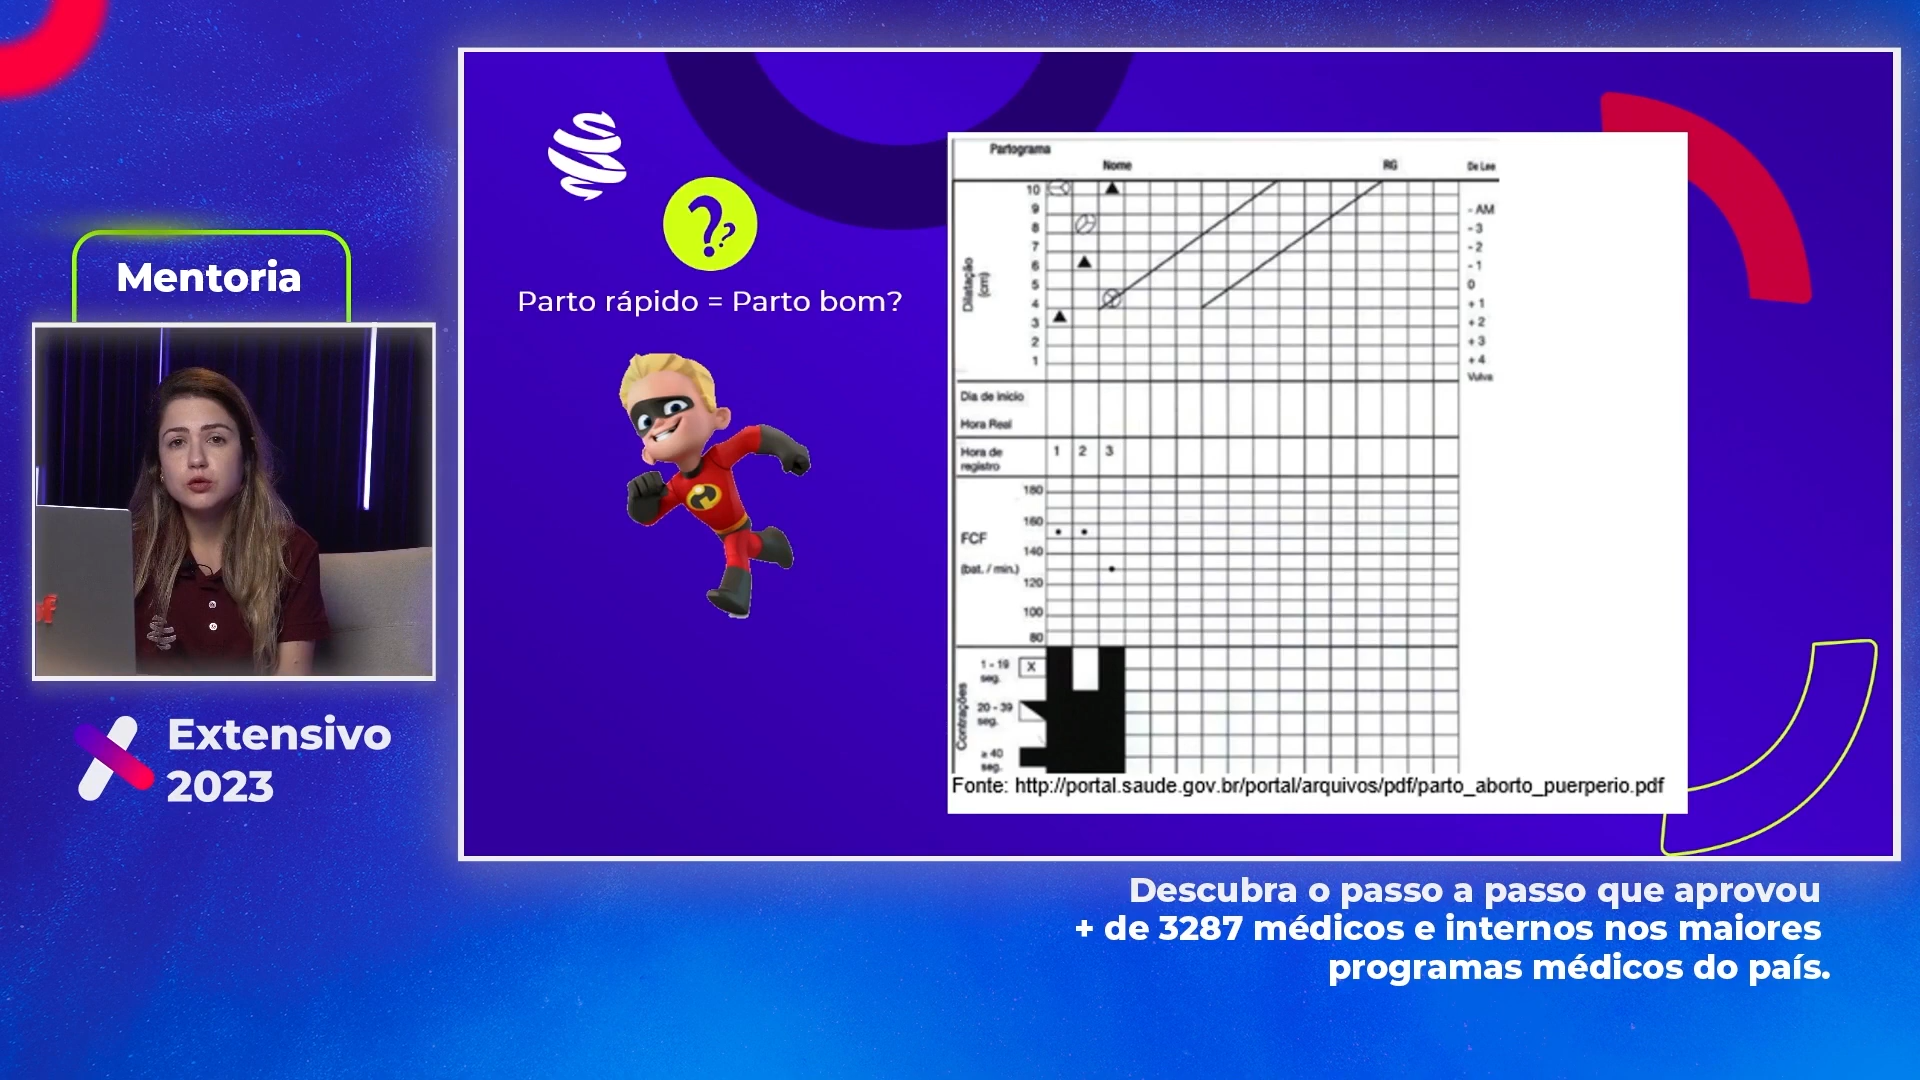 Mentoria
Extensivo
2023
Parto rápido = Parto bom?
Partograma
Nome
RG
De Lee
Dilatação
(cm)
10
9
8
7
6
5
4
3
2
1
- AM
- 3
- 2
- 1
0
+ 1
+ 2
+ 3
+ 4
Vulva
Dia de início
Hora Real
Hora de
registro
1 2 3
FCF
(bat. / min.)
180
160
140
120
100
80
Contrações
1 - 19
seg.
X
20 - 39
seg.
≥ 40
seg.
Fonte: http://portal.saude.gov.br/portal/arquivos/pdf/parto_aborto_puerperio.pdf
Descubra o passo a passo que aprovou
+ de 3287 médicos e internos nos maiores
programas médicos do país.